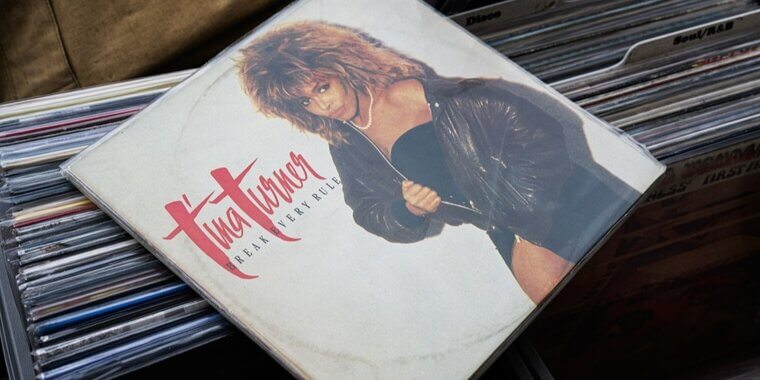 Disco
Soul/R&B
Tina Turner
BREAK EVERY RULE